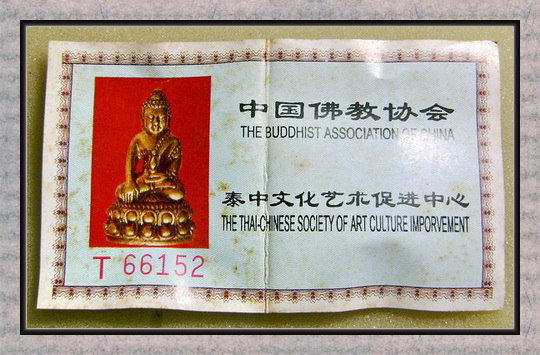 中国佛教协会
THE BUDDHIST ASSOCIATION OF CHINA
泰中文化艺术促进中心
THE THAI-CHINESE SOCIETY OF ART CULTURE IMPORVEMENT
T 66152